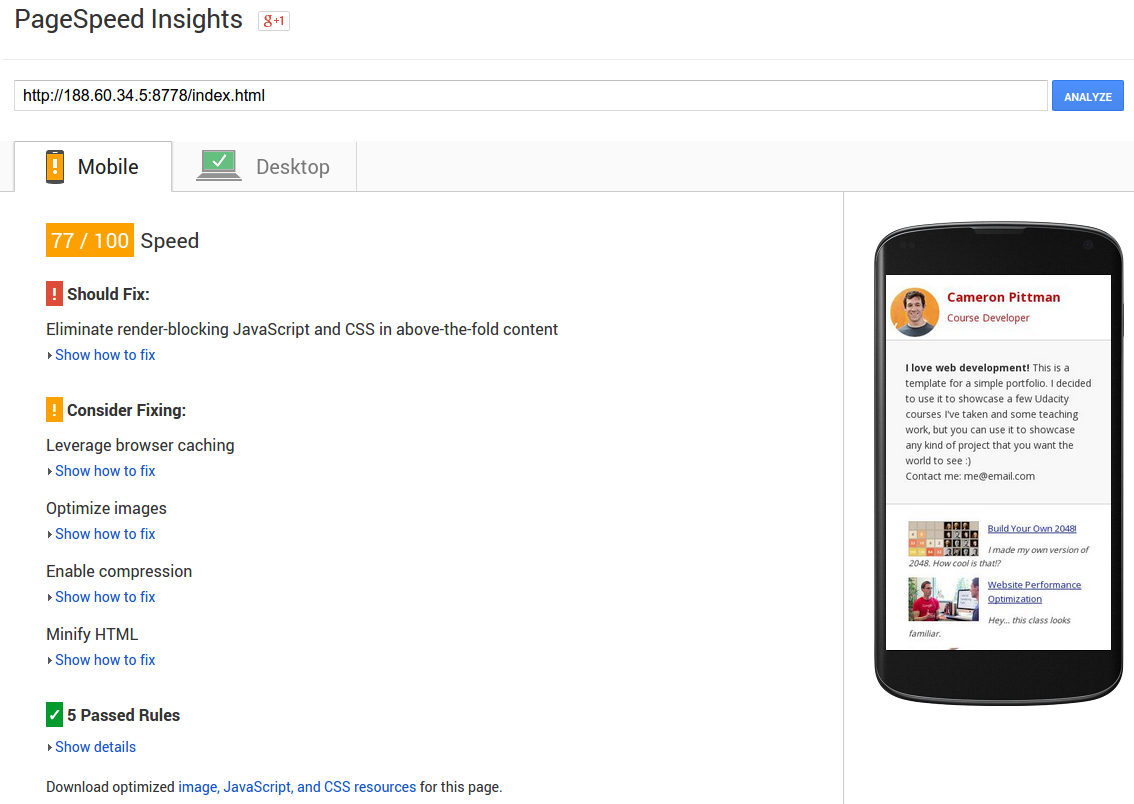 PageSpeed Insights
g+1
http://188.60.34.5:8778/index.html
ANALYZE
Mobile
Desktop
77 / 100 Speed
! Should Fix:
Eliminate render-blocking JavaScript and CSS in above-the-fold content
Show how to fix
! Consider Fixing:
Leverage browser caching
Show how to fix
Optimize images
Show how to fix
Enable compression
Show how to fix
Minify HTML
Show how to fix
5 Passed Rules
Show details
Download optimized image, JavaScript, and CSS resources for this page.
Cameron Pittman
Course Developer
I love web development! This is a
template for a simple portfolio. I decided
to use it to showcase a few Udacity
courses I've taken and some teaching
work, but you can use it to showcase
any kind of project that you want the
world to see :)
Contact me: me@email.com
Build Your Own 2048!
I made my own version of
2048. How cool is that!?
Website Performance
Optimization
Hey... this class looks
familiar.